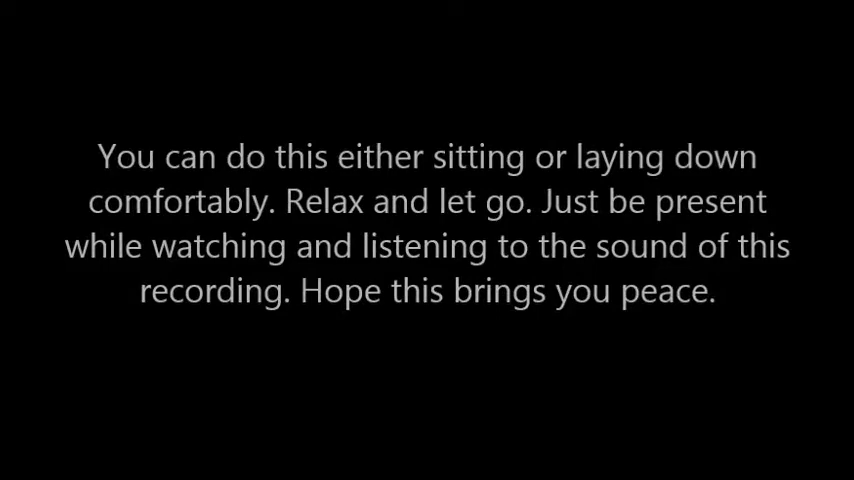 You can do this either sitting or laying down
comfortably. Relax and let go. Just be present
while watching and listening to the sound of this
recording. Hope this brings you peace.